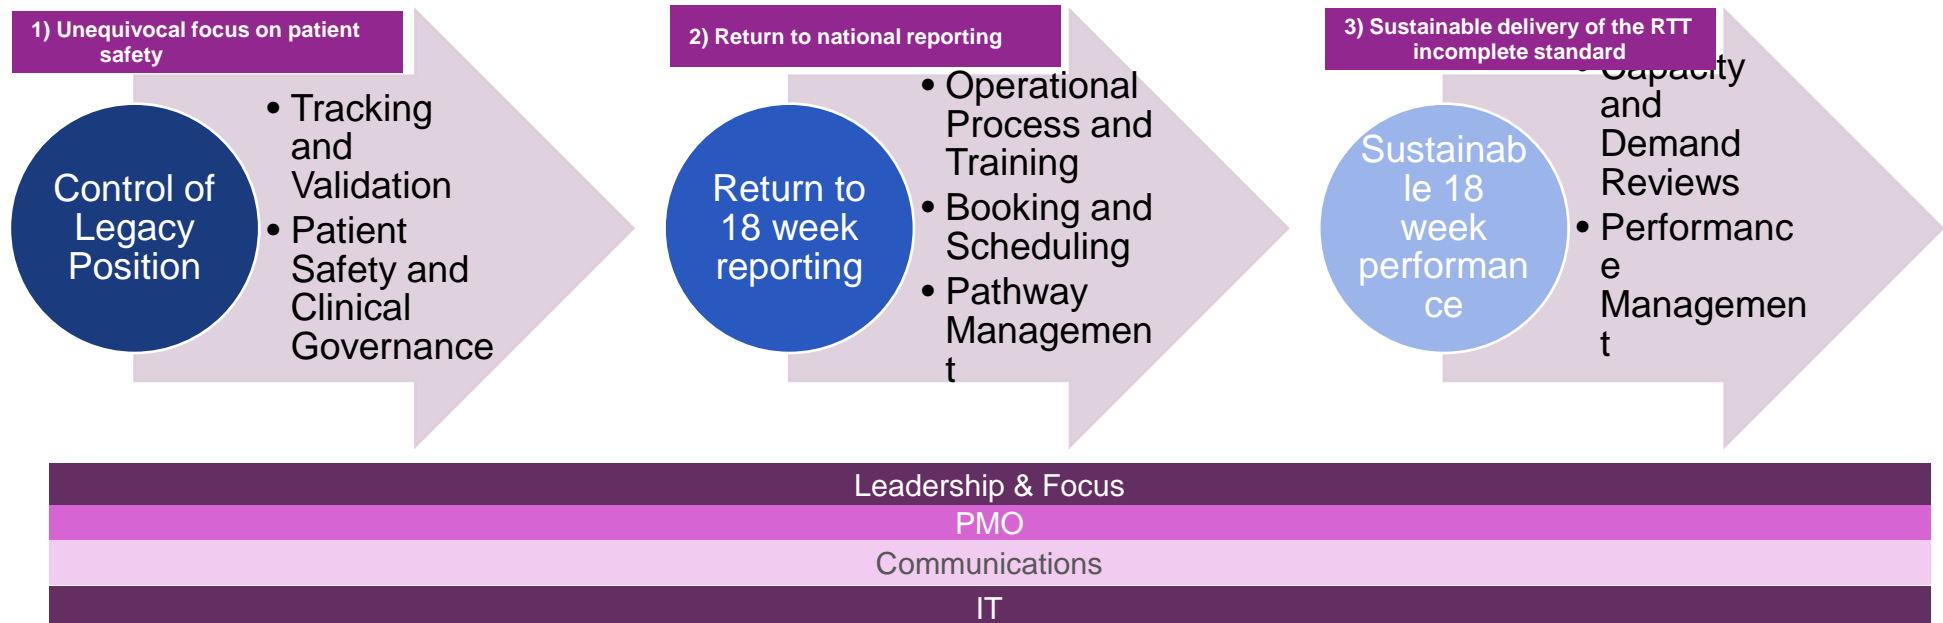 1) Unequivocal focus on patient
safety
Control of
Legacy
Position
• Tracking
and
Validation
• Patient
Safety and
Clinical
Governance
2) Return to national reporting
Return to
18 week
reporting
• Operational
Process and
Training
• Booking and
Scheduling
• Pathway
Managemen
t
3) Sustainable delivery of the RTT
incomplete standard
Sustainab
le 18
week
performan
ce
• Capacity
and
Demand
Reviews
• Performanc
e
Managemen
t
Leadership & Focus
PMO
Communications
IT